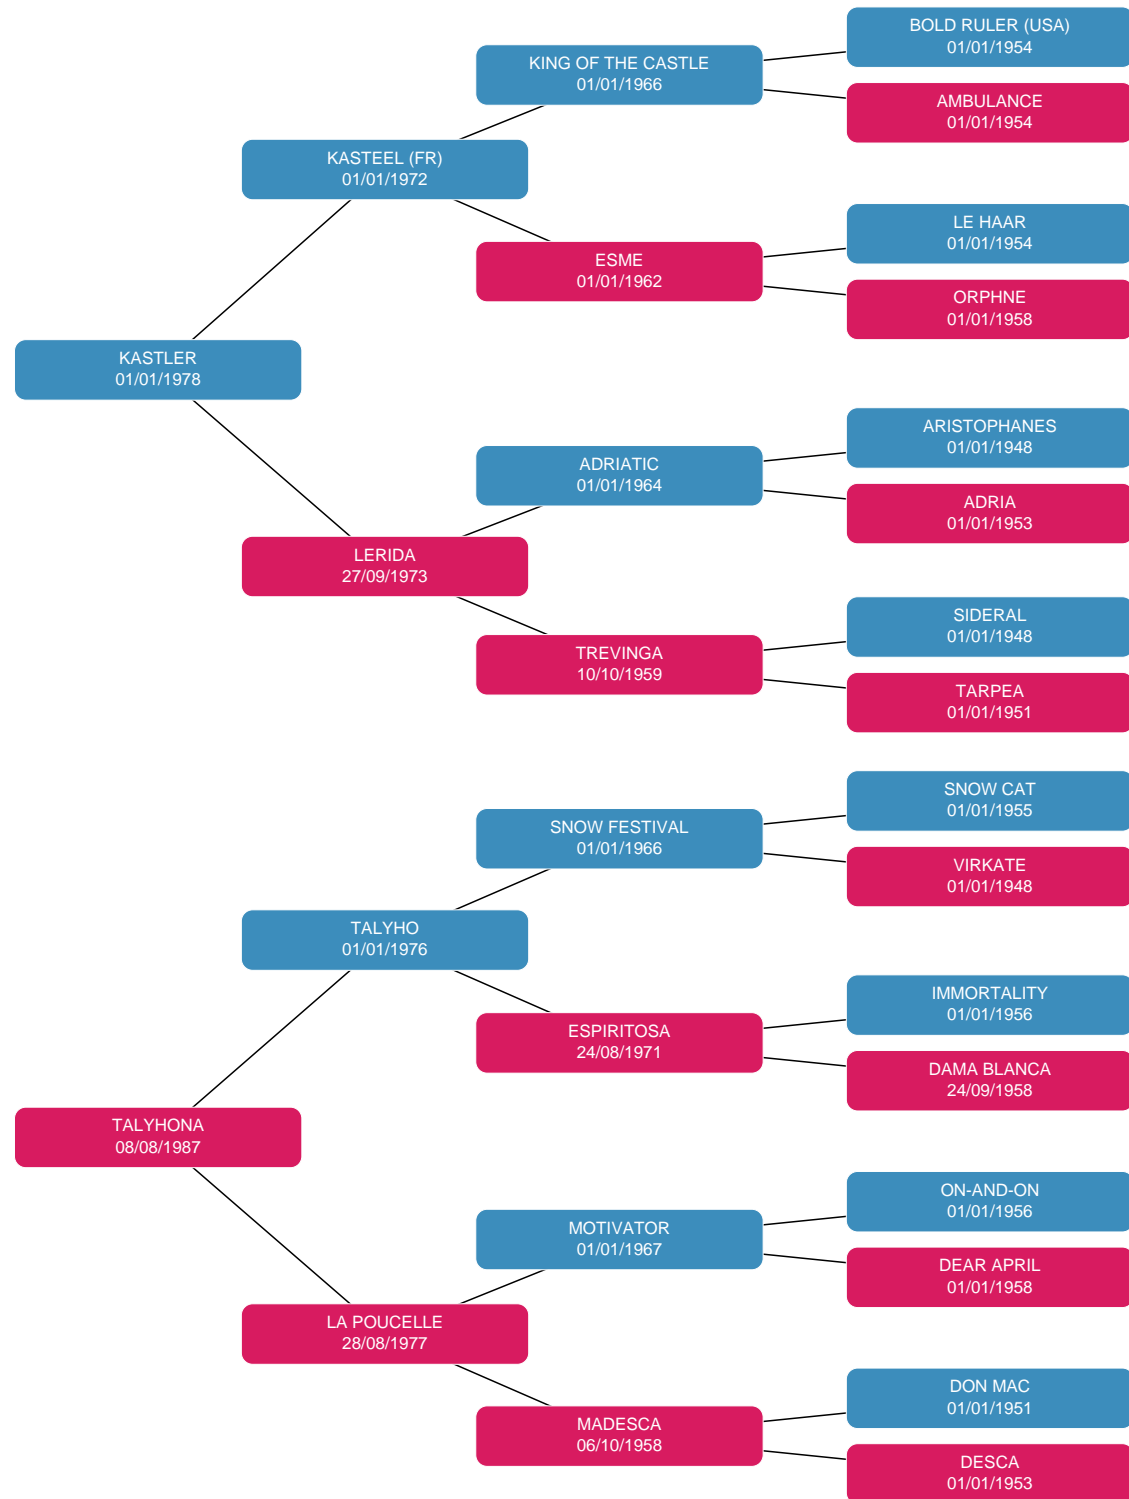 BOLD RULER (USA)
01/01/1954
KING OF THE CASTLE
01/01/1966
AMBULANCE
01/01/1954
KASTEEL (FR)
01/01/1972
LE HAAR
01/01/1954
ESME
01/01/1962
ORPHNE
01/01/1958
KASTLER
01/01/1978
ARISTOPHANES
01/01/1948
ADRIATIC
01/01/1964
ADRIA
01/01/1953
LERIDA
27/09/1973
SIDERAL
01/01/1948
TREVINGA
10/10/1959
TARPEA
01/01/1951
SNOW CAT
01/01/1955
SNOW FESTIVAL
01/01/1966
VIRKATE
01/01/1948
TALYHO
01/01/1976
IMMORTALITY
01/01/1956
ESPIRITOSA
24/08/1971
DAMA BLANCA
24/09/1958
TALYHONA
08/08/1987
ON-AND-ON
01/01/1956
MOTIVATOR
01/01/1967
DEAR APRIL
01/01/1958
LA POUCELLE
28/08/1977
DON MAC
01/01/1951
MADESCA
06/10/1958
DESCA
01/01/1953